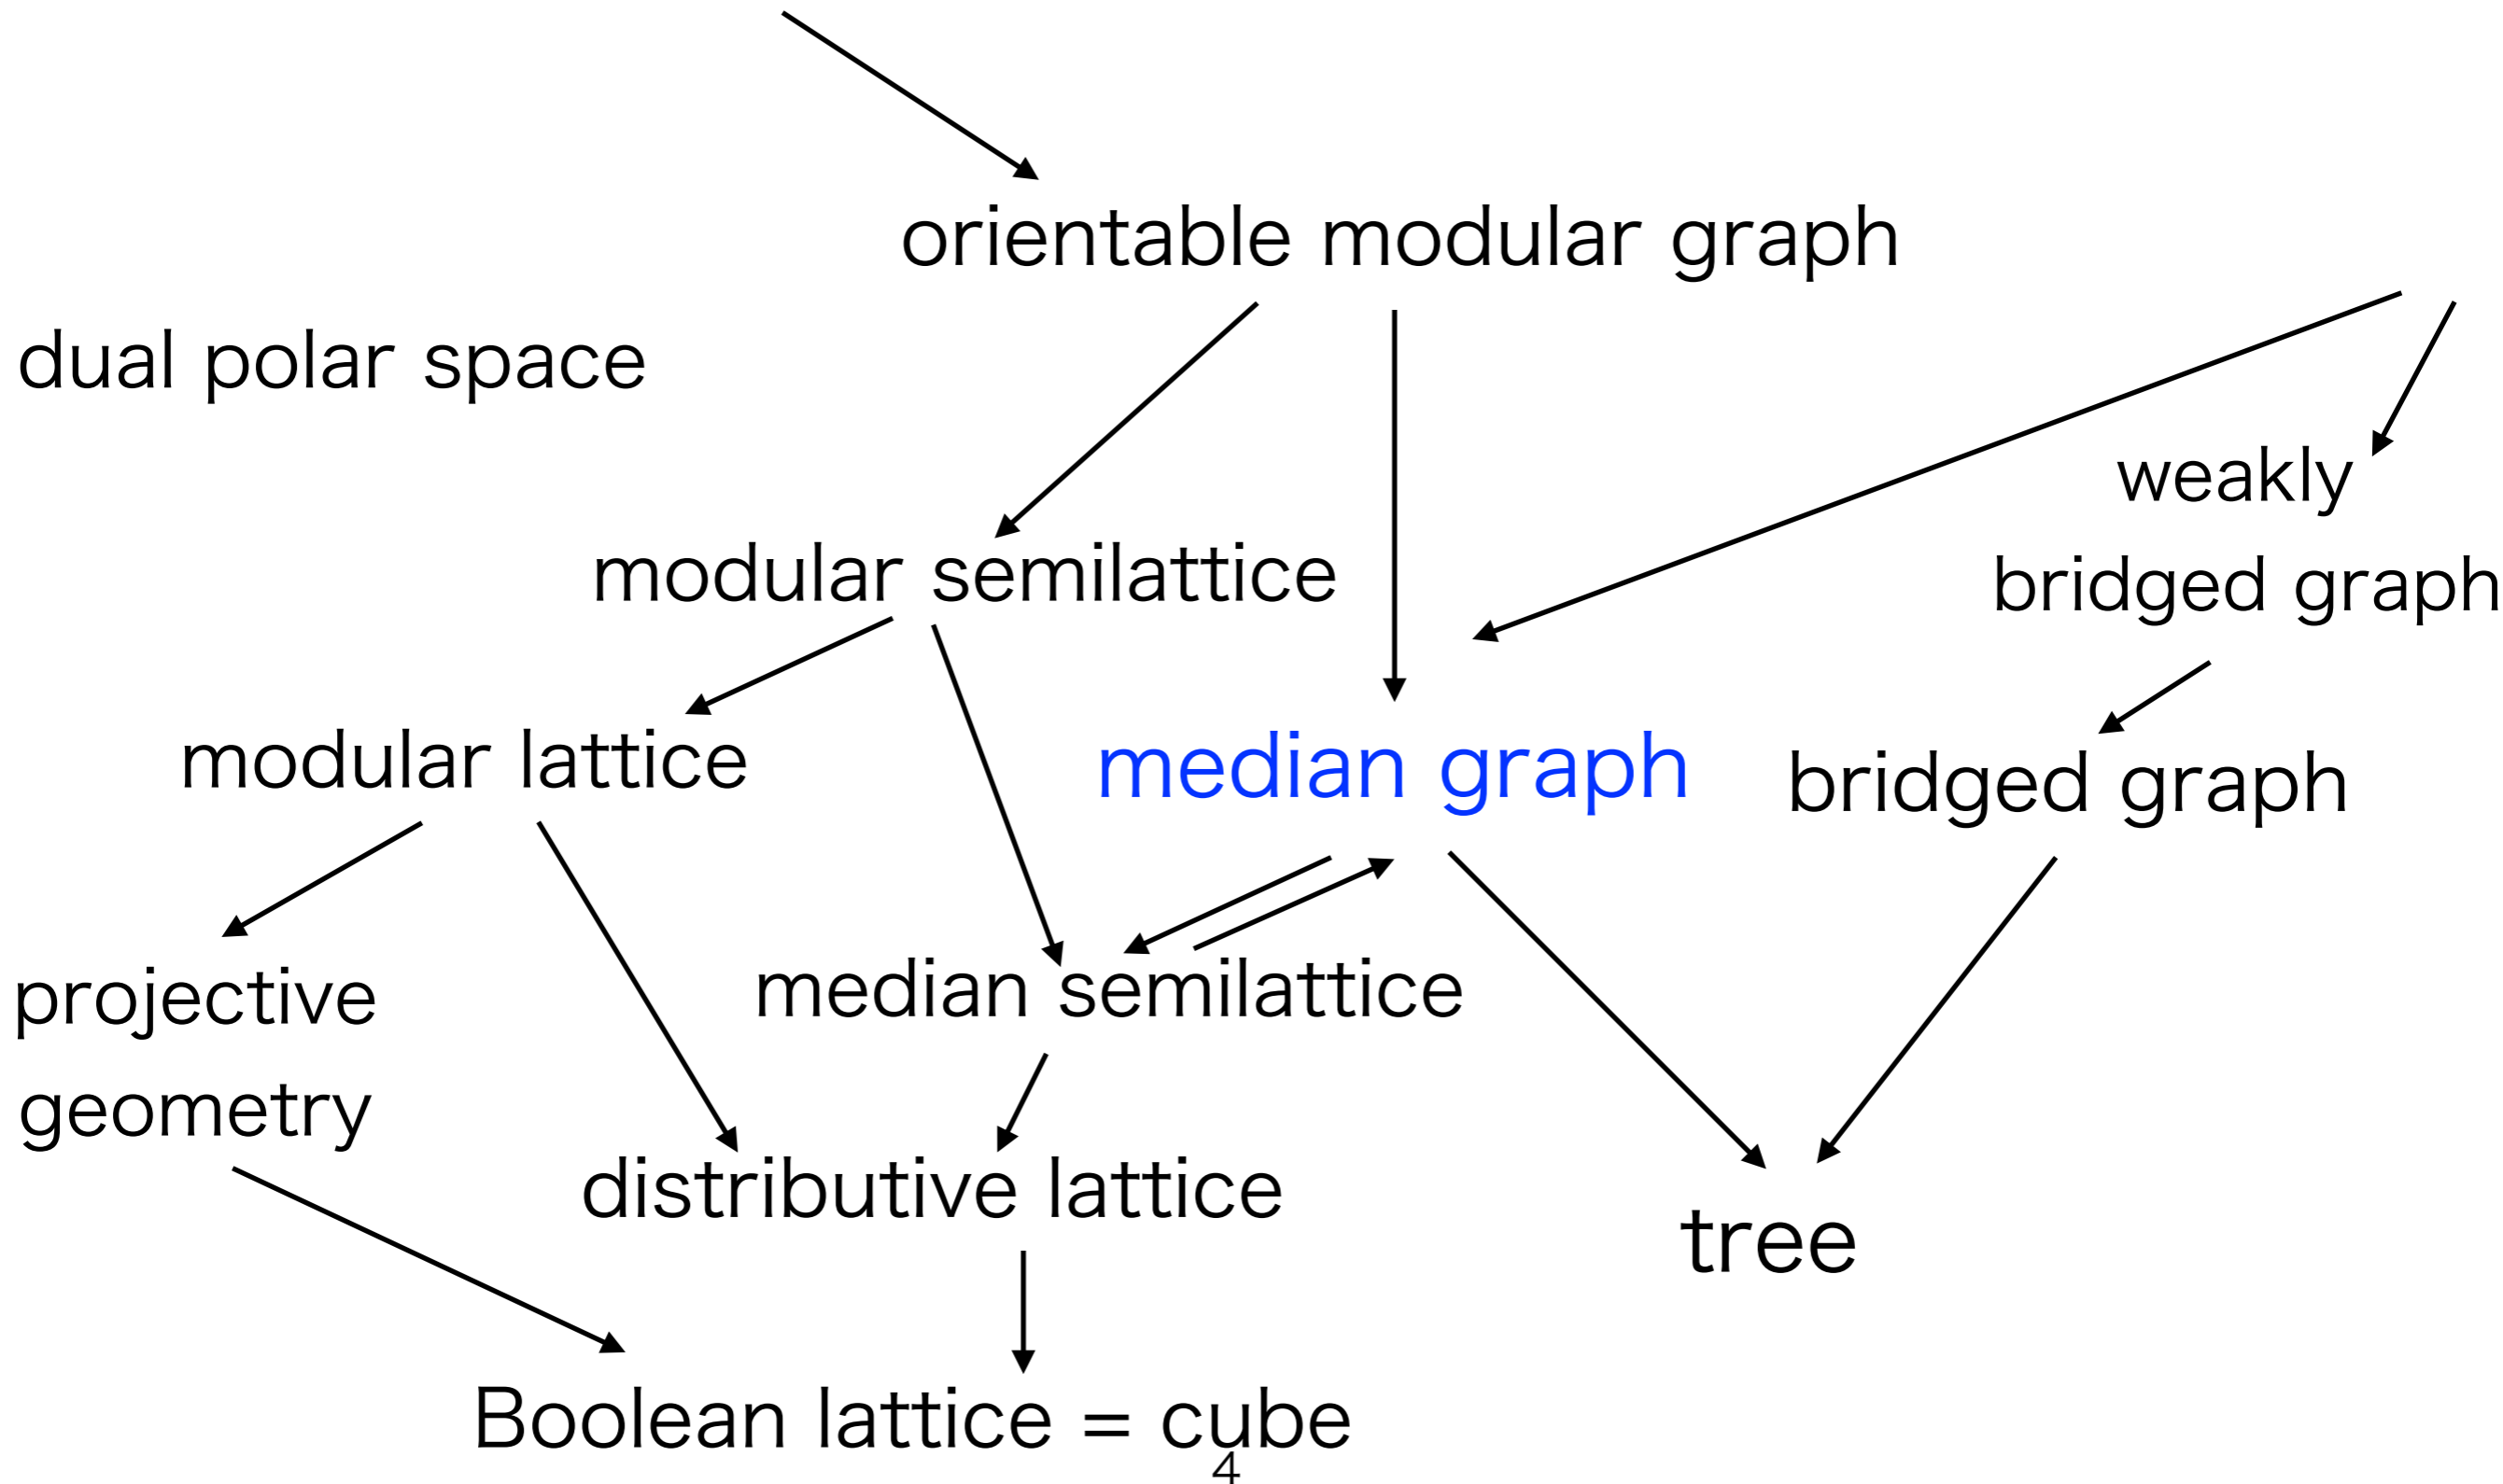 orientable modular graph
dual polar space
weakly
bridged graph
modular semilattice
modular lattice
median graph
bridged graph
projective
geometry
median semilattice
distributive lattice
tree
Boolean lattice = cube
4